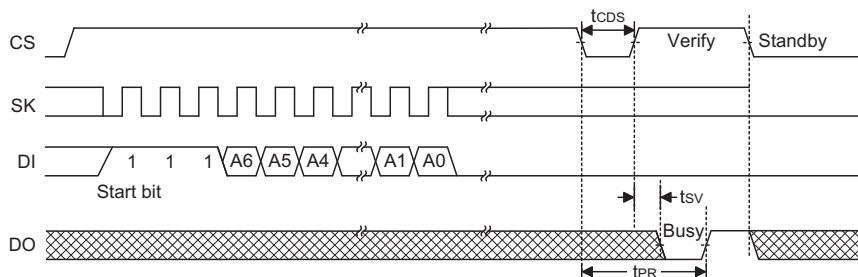 tCDS
CS Verify Standby
SK
DI 1 1 1 A6 A5 A4 A1 A0
Start bit
tSV
Busy
DO
tPR